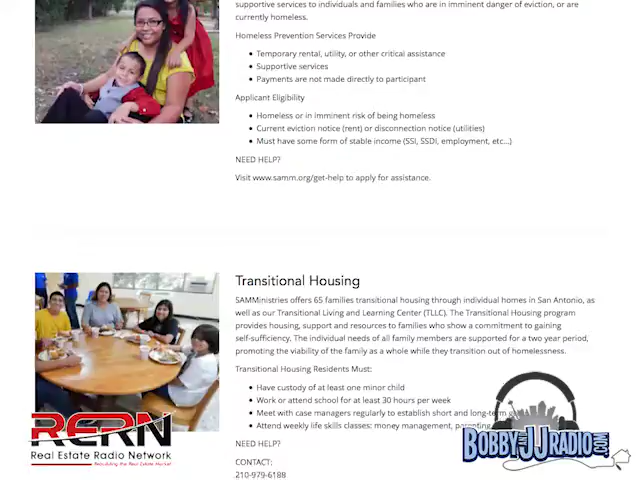 supportive services to individuals and families who are in imminent danger of eviction, or are
currently homeless.
Homeless Prevention Services Provide
Temporary rental, utility, or other critical assistance
Supportive services
Payments are not made directly to participant
Applicant Eligibility
Homeless or in imminent risk of being homeless
Current eviction notice (rent) or disconnection notice (utilities)
Must have some form of stable income (SSI, SSDI, employment, etc...)
NEED HELP?
Visit www.samm.org/get-help to apply for assistance.
Transitional Housing
SAMMinistries offers 65 families transitional housing through individual homes in San Antonio, as
well as our Transitional Living and Learning Center (TLLC). The Transitional Housing program
provides housing, support and resources to families who show a commitment to gaining
self-sufficiency. The individual needs of all family members are supported for a two year period,
promoting the viability of the family as a whole while they transition out of homelessness.
Transitional Housing Residents Must:
Have custody of at least one minor child
Work or attend school for at least 30 hours per week
Meet with case managers regularly to establish short and long-term
Attend weekly life skills classes: money management, parenting
NEED HELP?
CONTACT:
210-979-6188
RERN
Real Estate Radio Network
Rebuilding the Real Estate Market
BOBBY AND JJRADIO.COM